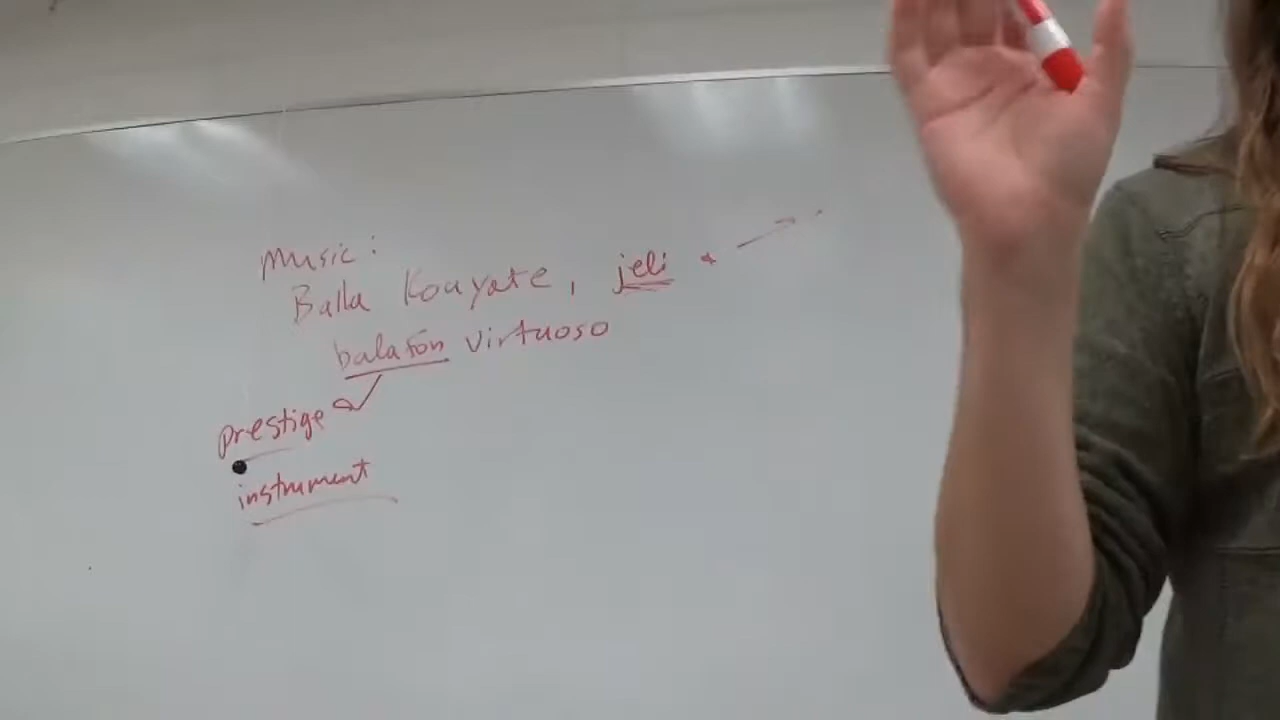 Music:
Balla Kouyate, jeli
balafon virtuoso
prestige
instrument